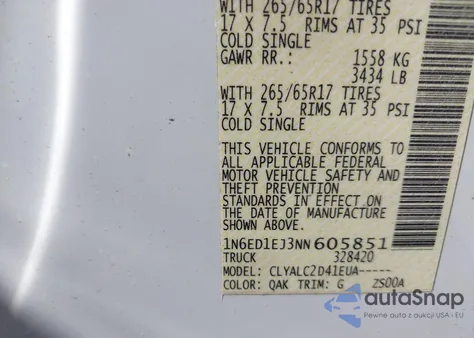 WITH 265/65R17 TIRES
17 X 7.5 RIMS AT 35 PSI
COLD SINGLE
GAWR RR.: 1558 KG
3434 LB
WITH 265/65R17 TIRES
17 X 7.5 RIMS AT 35 PSI
COLD SINGLE
THIS VEHICLE CONFORMS TO
ALL APPLICABLE FEDERAL
MOTOR VEHICLE SAFETY AND
THEFT PREVENTION
STANDARDS IN EFFECT ON
THE DATE OF MANUFACTURE
SHOWN ABOVE.
1N6ED1EJ3NN605851
TRUCK 328420
MODEL: CLYALC2D41EUA-----
COLOR: QAK TRIM: G 2S00A
autaSnap
Pewne auta z aukcji USA - EU